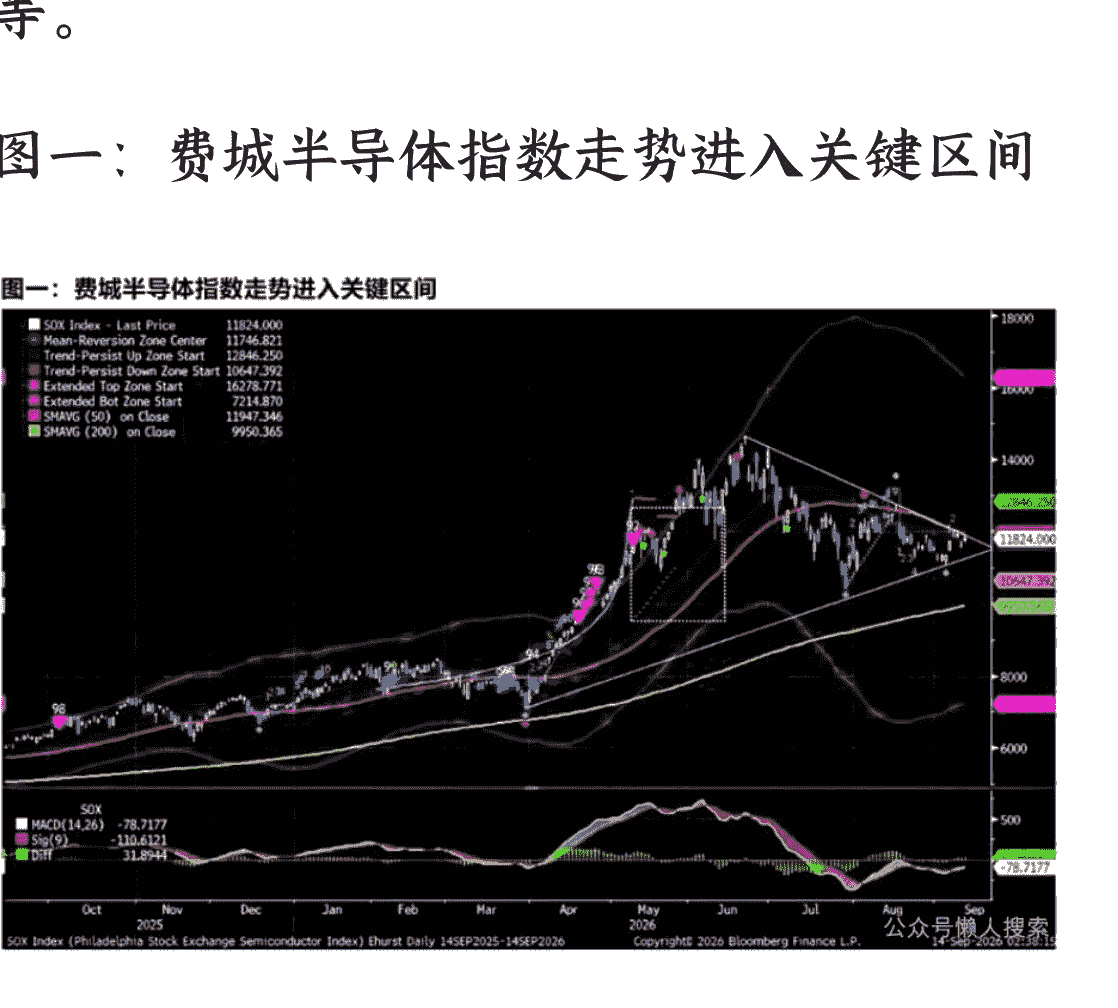 等。
图一：费城半导体指数走势进入关键区间
图一：费城半导体指数走势进入关键区间
SOX Index - Last Price 11824.000
Mean-Reversion Zone Center 11746.821
Trend-Persist Up Zone Start 12846.250
Trend-Persist Down Zone Start 10647.392
Extended Top Zone Start 16278.771
Extended Bot Zone Start 7214.870
SMAVG (50) on Close 11947.346
SMAVG (200) on Close 9950.365
18000
16000
14000
11824.000
10647.392
8000
6000
98
94
SOX
MACD(14,26) -78.7177
Sig(9) -110.6121
Diff 31.8944
500
-78.7177
Oct Nov Dec Jan Feb Mar Apr May Jun Jul Aug Sep
2025 2026
公众号懒人搜索
SOX Index (Philadelphia Stock Exchange Semiconductor Index) Ehurst Daily 14SEP2025-14SEP2026 Copyright© 2026 Bloomberg Finance L.P. 14-Sep-2026